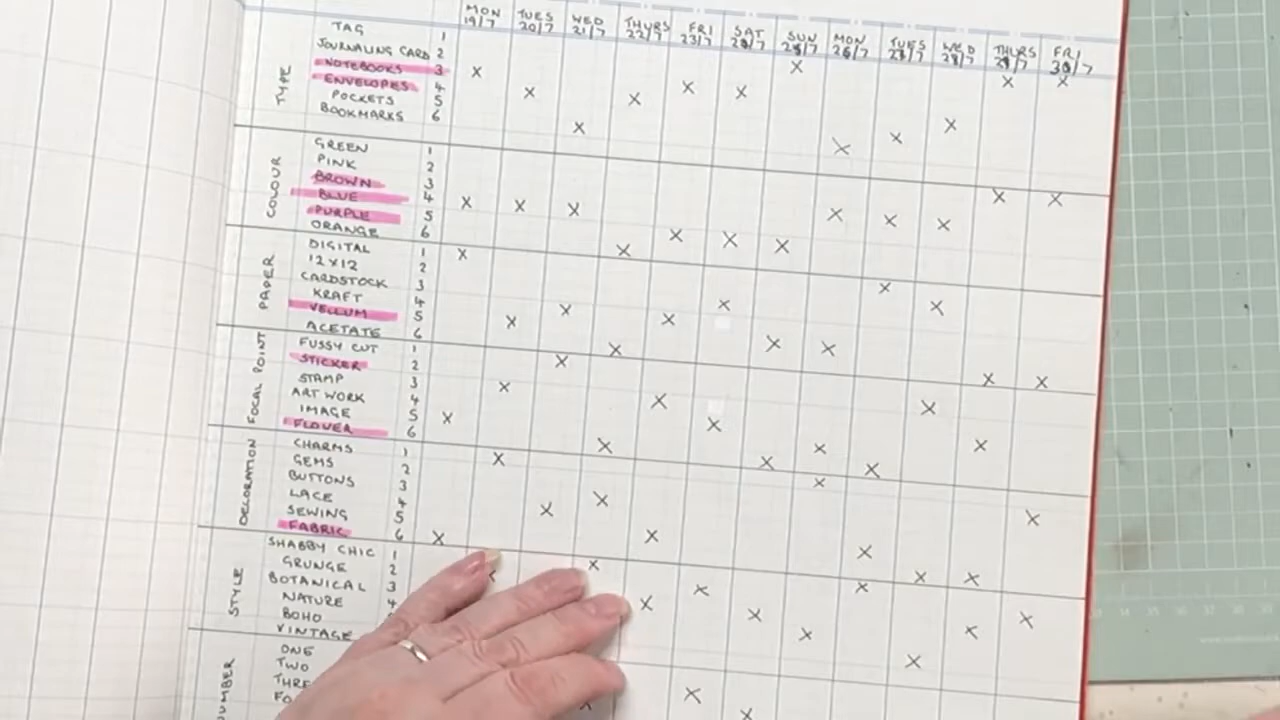 MON TUES WED THURS FRI SAT SUN MON TUES WED THURS FRI
19/7 20/7 21/7 22/7 23/7 24/7 25/7 26/7 27/7 28/7 29/7 30/7
TYPE
TAG 1
JOURNALING CARD 2
NOTEBOOKS 3
ENVELOPES 4
POCKETS 5
BOOKMARKS 6
COLOUR
GREEN 1
PINK 2
BROWN 3
BLUE 4
PURPLE 5
ORANGE 6
PAPER
DIGITAL 1
12x12 2
CARDSTOCK 3
KRAFT 4
VELLUM 5
ACETATE 6
FOCAL POINT
FUSSY CUT 1
STICKER 2
STAMP 3
ART WORK 4
IMAGE 5
FLOWER 6
DECORATION
CHARMS 1
GEMS 2
BUTTONS 3
LACE 4
SEWING 5
FABRIC 6
STYLE
SHABBY CHIC 1
GRUNGE 2
BOTANICAL 3
NATURE 4
BOHO
VINTAGE
ONE
TWO